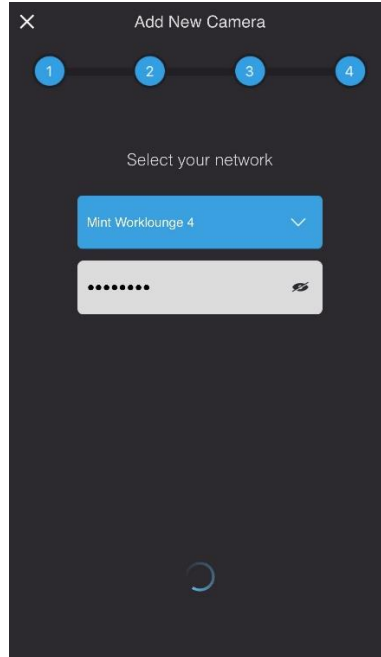 Add New Camera
1 2 3 4
Select your network
Mint Worklounge 4
••••••••